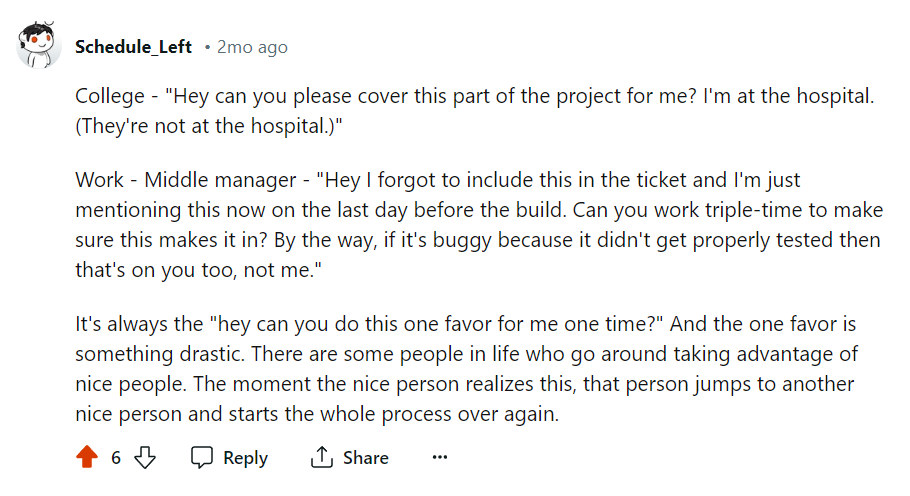 Schedule_Left • 2mo ago
College - "Hey can you please cover this part of the project for me? I'm at the hospital.
(They're not at the hospital.)"
Work - Middle manager - "Hey I forgot to include this in the ticket and I'm just
mentioning this now on the last day before the build. Can you work triple-time to make
sure this makes it in? By the way, if it's buggy because it didn't get properly tested then
that's on you too, not me."
It's always the "hey can you do this one favor for me one time?" And the one favor is
something drastic. There are some people in life who go around taking advantage of
nice people. The moment the nice person realizes this, that person jumps to another
nice person and starts the whole process over again.
6 Reply Share ···